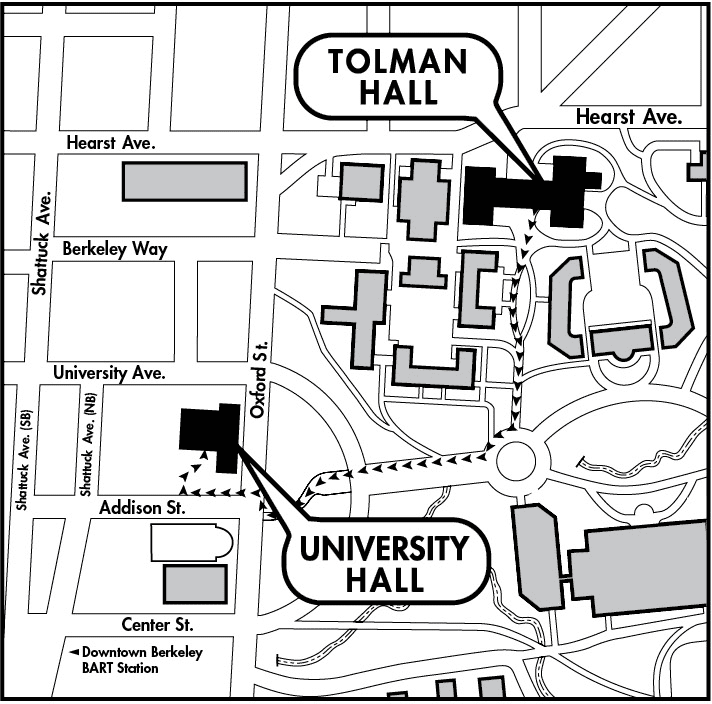 TOLMAN
HALL
Hearst Ave.
Hearst Ave.
Shattuck Ave.
Berkeley Way
Oxford St.
University Ave.
Shattuck Ave. (SB)
Shattuck Ave. (NB)
Addison St.
UNIVERSITY
HALL
Center St.
◄ Downtown Berkeley
BART Station